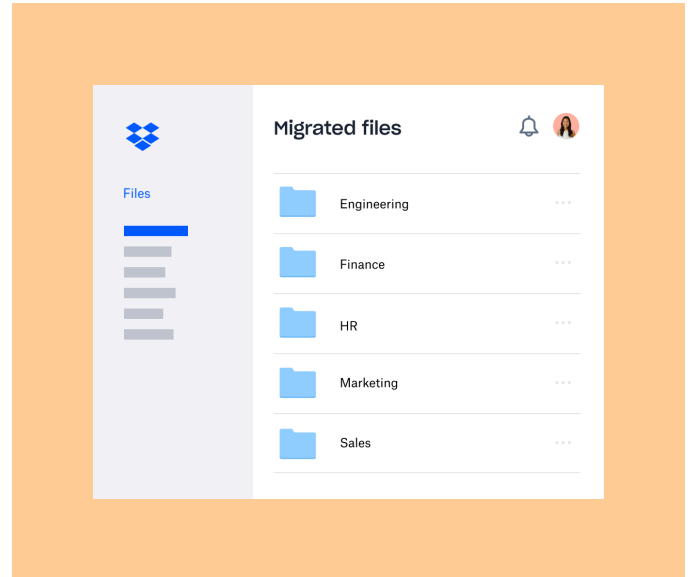 Migrated files
Files
Engineering
Finance
HR
Marketing
Sales